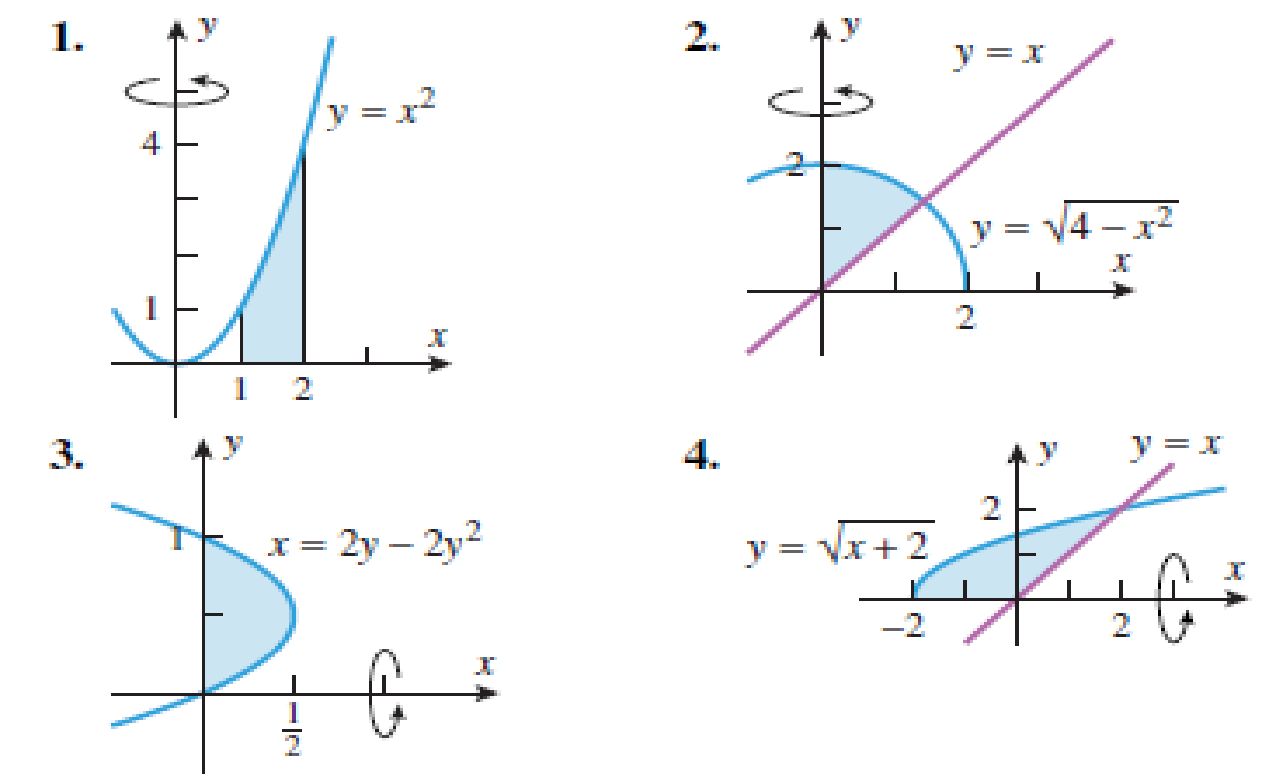 1.
y
y = x²
4
1
x
1 2
2.
y
y = x
2
y = √(4 − x²)
x
2
3.
y
1
x = 2y − 2y²
x
1/2
4.
y
y = x
2
y = √(x + 2)
x
−2 2